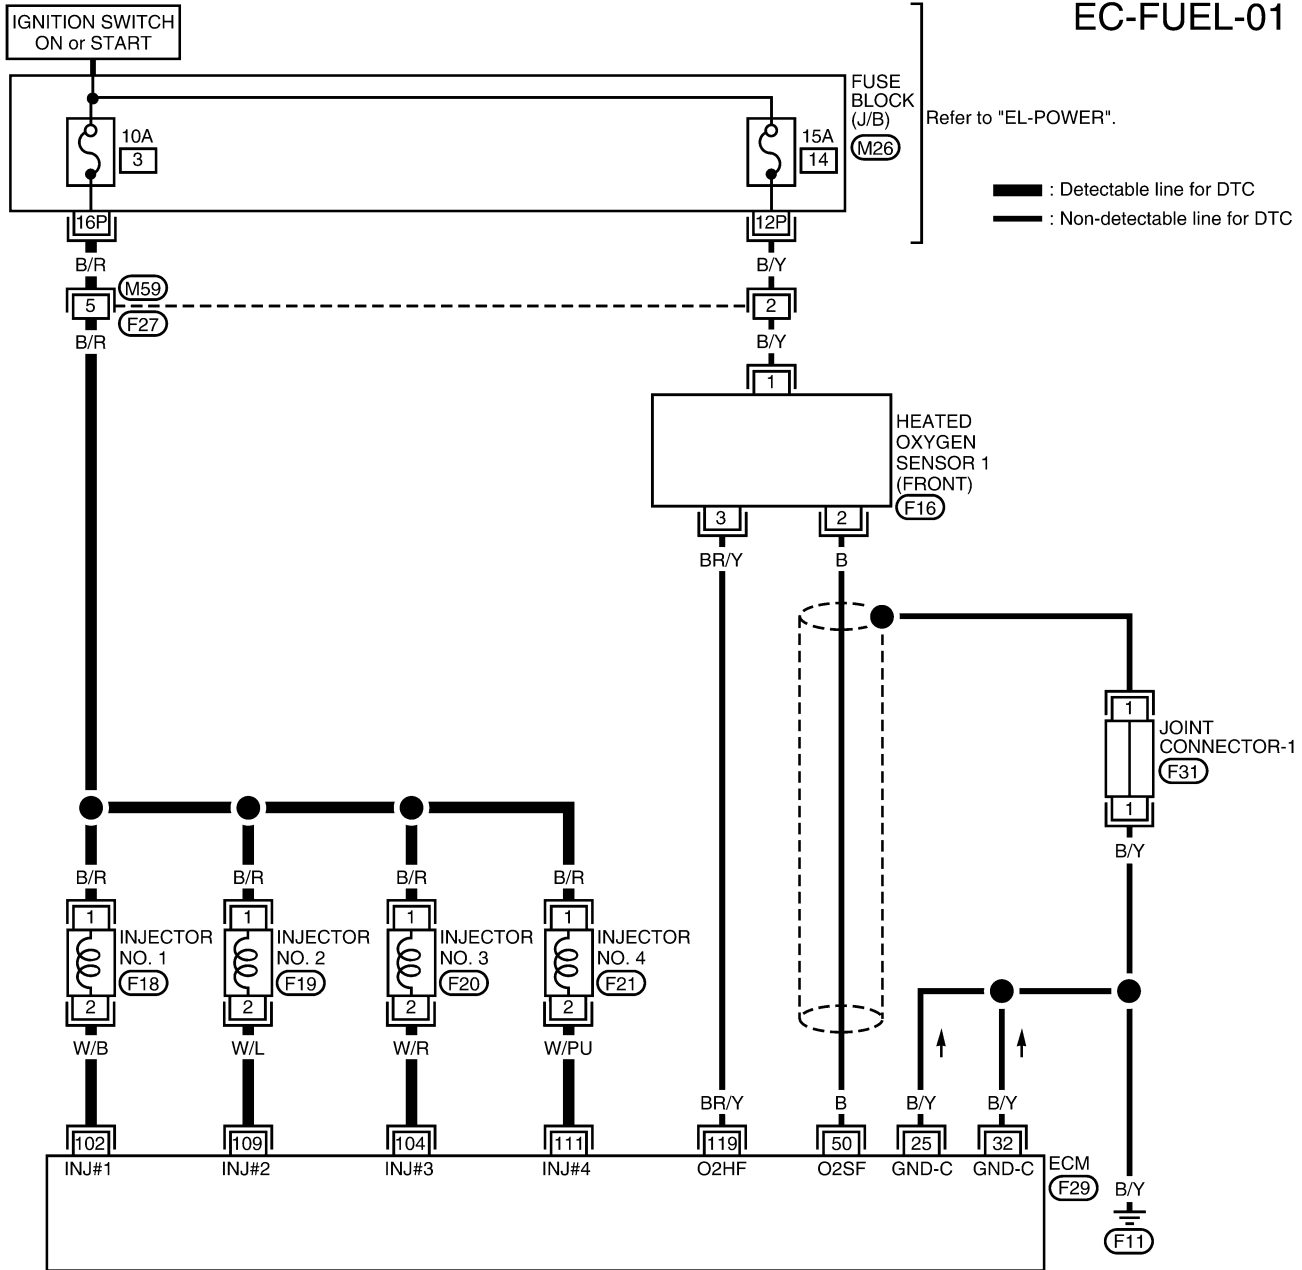 EC-FUEL-01
IGNITION SWITCH
ON or START
FUSE
BLOCK
(J/B)
M26
Refer to "EL-POWER".
10A
3
15A
14
: Detectable line for DTC
: Non-detectable line for DTC
16P
12P
B/R
B/Y
M59
5
2
F27
B/R
B/Y
1
HEATED
OXYGEN
SENSOR 1
(FRONT)
F16
3
2
BR/Y
B
1
JOINT
CONNECTOR-1
F31
1
B/Y
B/R
B/R
B/R
B/R
1
1
1
1
INJECTOR
NO. 1
F18
INJECTOR
NO. 2
F19
INJECTOR
NO. 3
F20
INJECTOR
NO. 4
F21
2
2
2
2
W/B
W/L
W/R
W/PU
BR/Y
B
B/Y
B/Y
102
109
104
111
119
50
25
32
INJ#1
INJ#2
INJ#3
INJ#4
O2HF
O2SF
GND-C
GND-C
ECM
F29
B/Y
F11